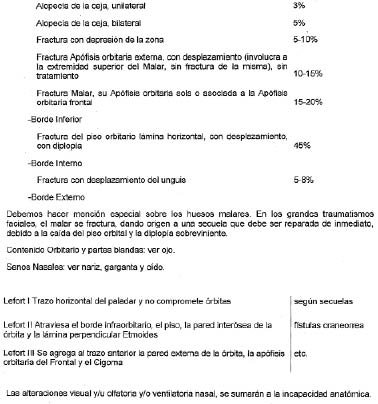 Alopecia de la ceja, unilateral 3%
Alopecia de la ceja, bilateral 5%
Fractura con depresión de la zona 5-10%
Fractura Apófisis orbitaria externa, con desplazamiento (involucra a
la extremidad superior del Malar, sin fractura de la misma), sin
tratamiento 10-15%
Fractura Malar, su Apófisis orbitaria sola o asociada a la Apófisis
orbitaria frontal 15-20%
-Borde Inferior
Fractura del piso orbitario lámina horizontal, con desplazamiento,
con diplopía 45%
-Borde Interno
Fractura con desplazamiento del unguis 5-8%
-Borde Externo
Debemos hacer mención especial sobre los huesos malares. En los grandes traumatismos
faciales, el malar se fractura, dando origen a una secuela que debe ser reparada de inmediato,
debido a la caída del piso orbital y la diplopía sobreviniente.
Contenido Orbitario y partes blandas: ver ojo.
Senos Nasales: ver nariz, garganta y oído.
Lefort I Trazo horizontal del paladar y no compromete órbitas según secuelas
Lefort II Atraviesa el borde infraorbitario, el piso, la pared interósea de la fístulas craneorrea
órbita y la lámina perpendicular Etmoides
Lefort III Se agrega al trazo anterior la pared externa de la órbita, la apófisis etc.
orbitaria del Frontal y el Cigoma
Las alteraciones visual y/u olfatoria y/o ventilatoria nasal, se sumarán a la incapacidad anatómica.